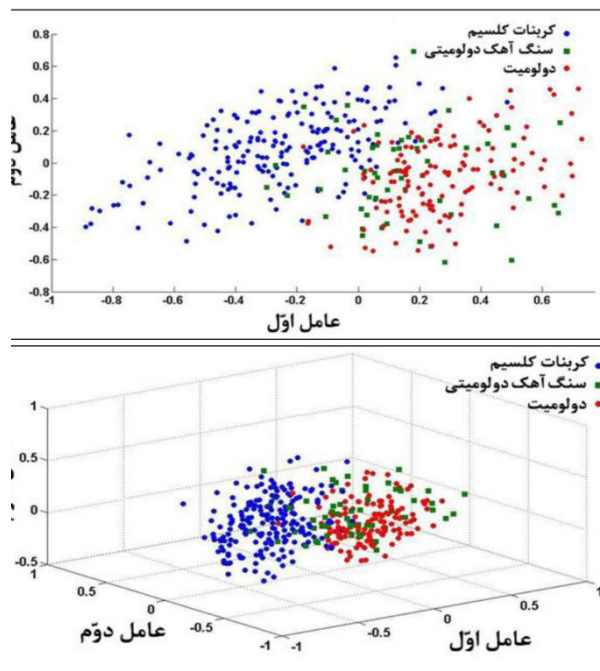 کربنات کلسیم
سنگ آهک دولومیتی
دولومیت
0.8
0.6
0.4
0.2
0
-0.2
-0.4
-0.6
-0.8
-1 -0.8 -0.6 -0.4 -0.2 0 0.2 0.4 0.6
عامل دوّم
عامل اوّل
کربنات کلسیم
سنگ آهک دولومیتی
دولومیت
1
0.5
0
-0.5
1 0.5 0 -0.5 -1
-1 -0.5 0 0.5 1
عامل دوّم
عامل اوّل